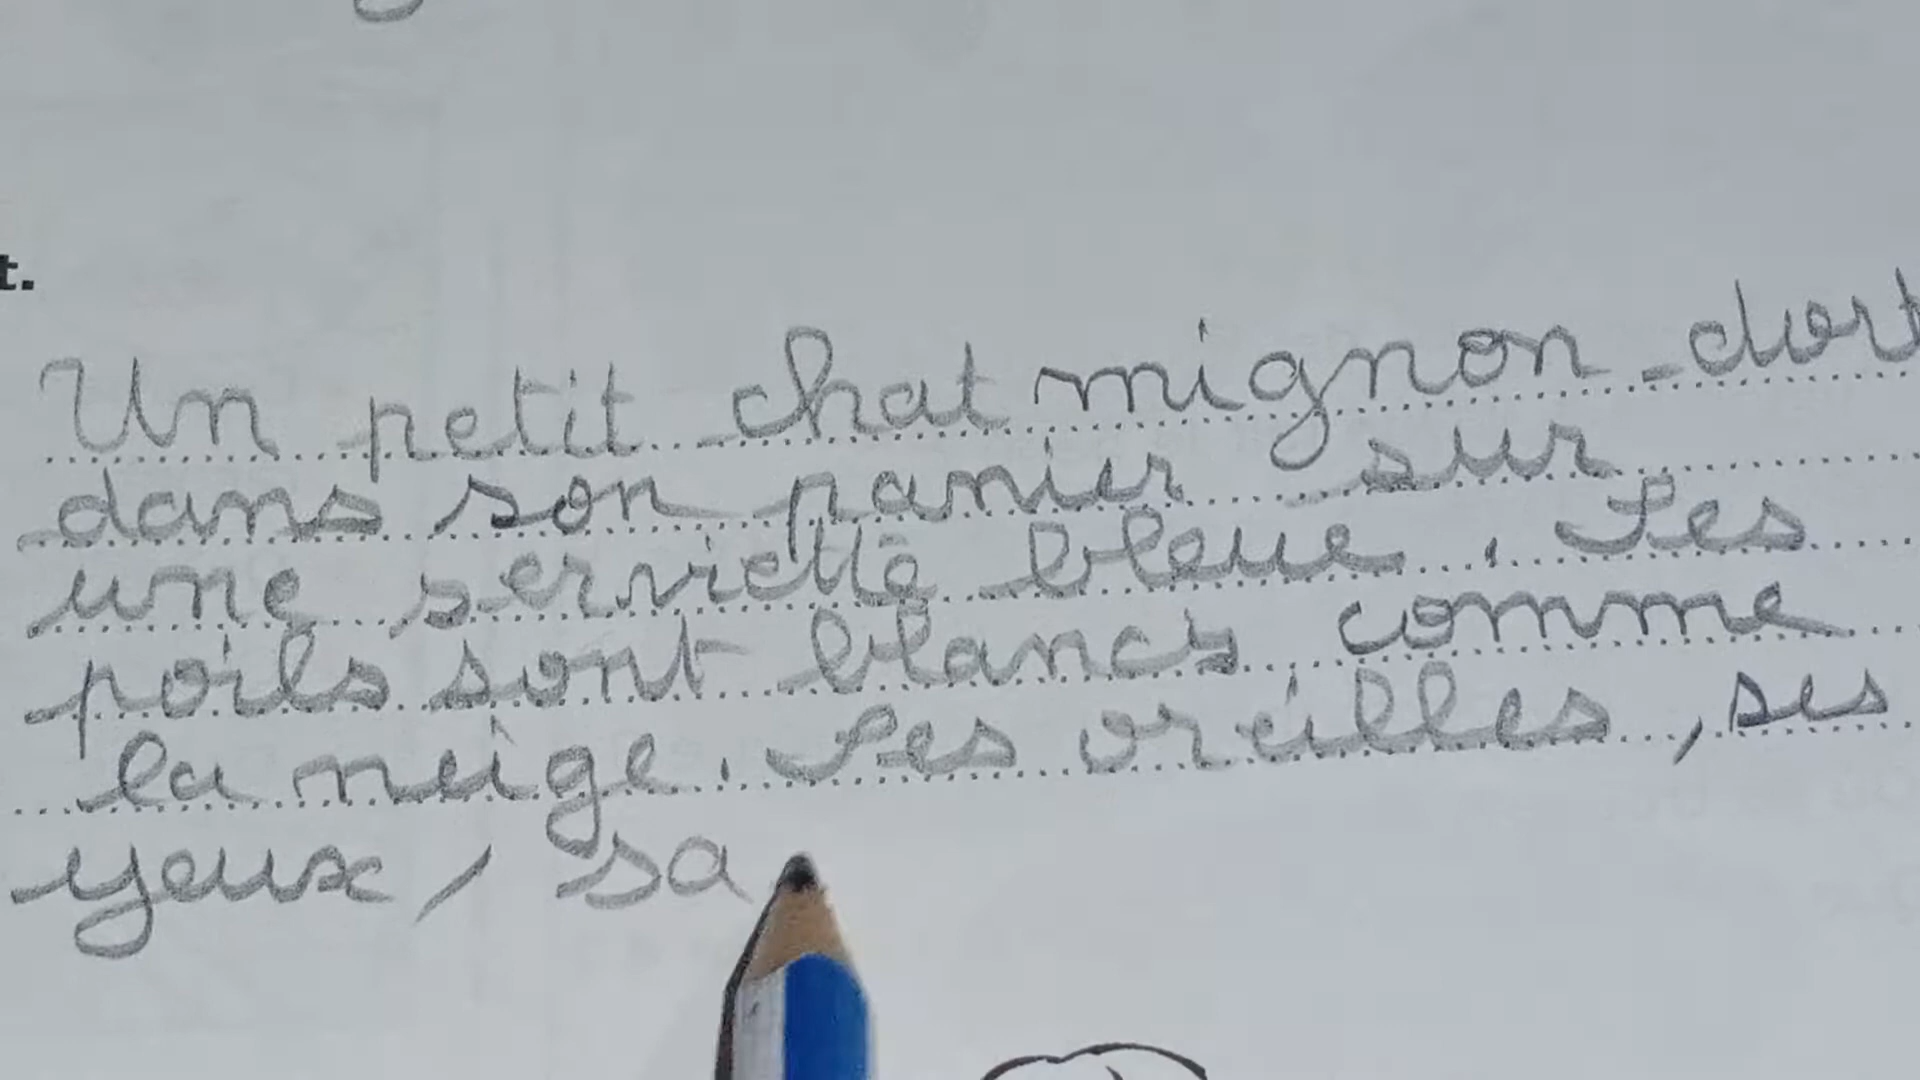 t.
Un petit chat mignon dort
dans son panier sur
une serviette bleue. Ses
poils sont blancs comme
la neige. Ses oreilles, ses
yeux, sa